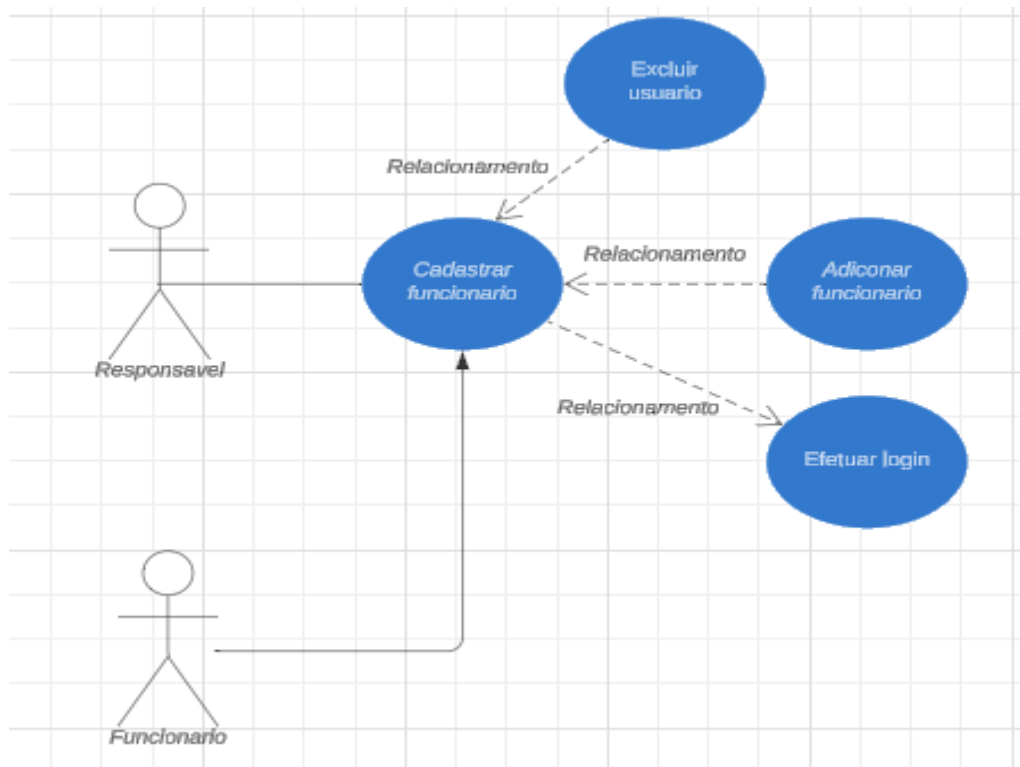 Excluir
usuario
Relacionamento
Relacionamento
Cadastrar
funcionario
Adiconar
funcionario
Responsavel
Relacionamento
Efetuar login
Funcionario